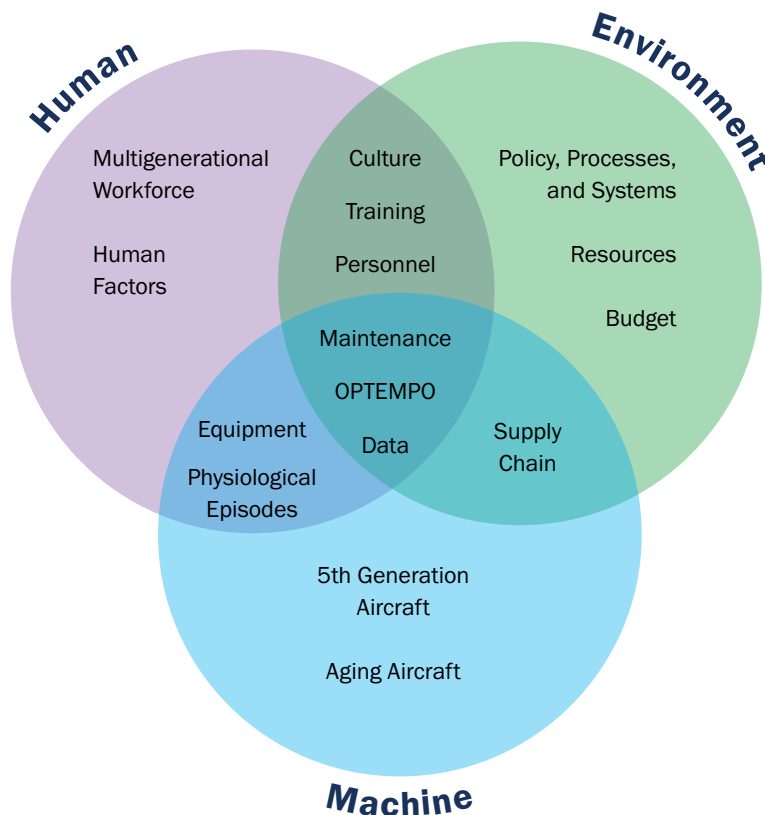 Human
Environment
Multigenerational
Workforce
Human
Factors
Culture
Training
Personnel
Policy, Processes,
and Systems
Resources
Budget
Maintenance
OPTEMPO
Data
Equipment
Physiological
Episodes
Supply
Chain
5th Generation
Aircraft
Aging Aircraft
Machine